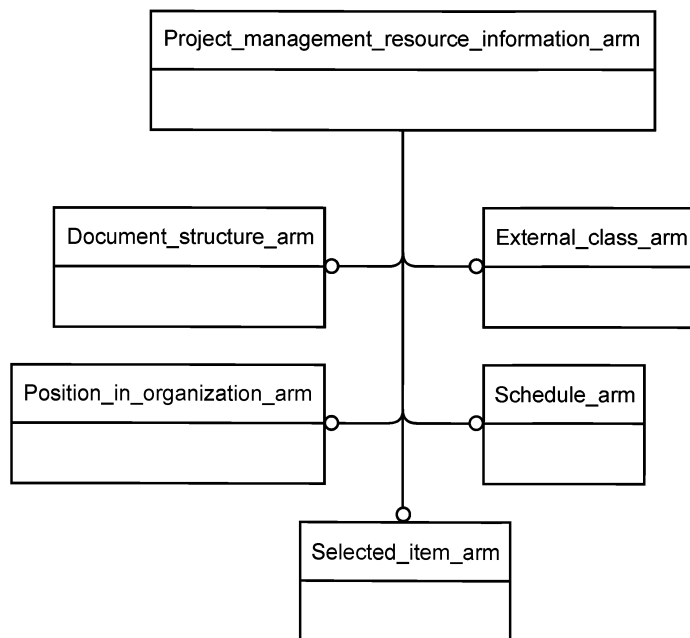 Project_management_resource_information_arm
Document_structure_arm
External_class_arm
Position_in_organization_arm
Schedule_arm
Selected_item_arm